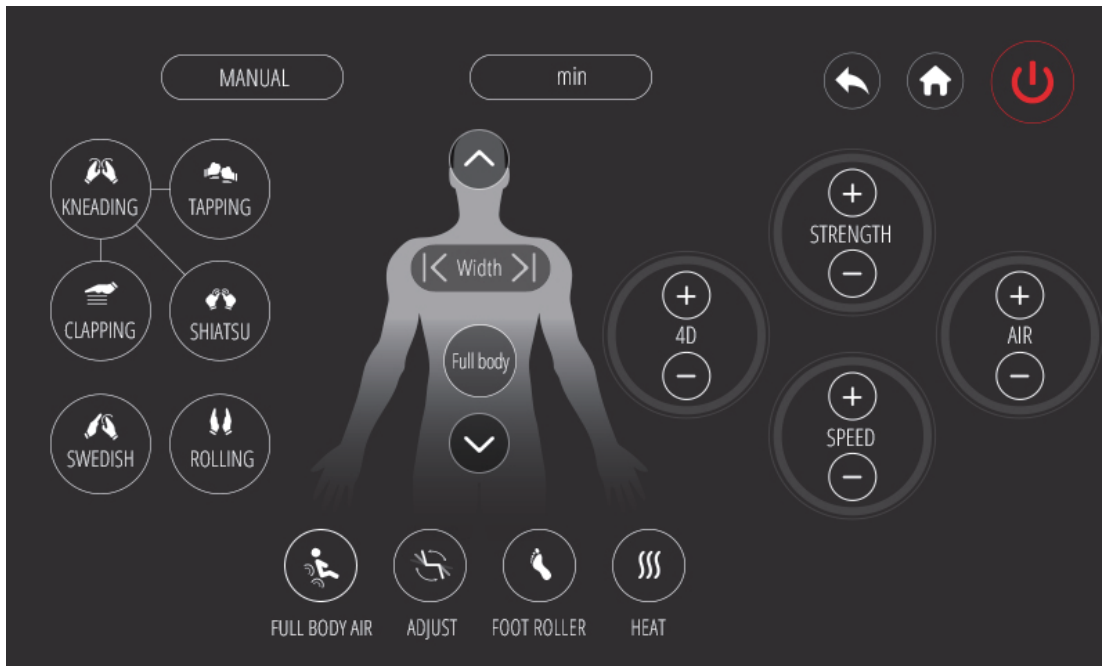 MANUAL
min
KNEADING
TAPPING
CLAPPING
SHIATSU
SWEDISH
ROLLING
Width
Full body
STRENGTH
+
−
4D
+
−
AIR
+
−
SPEED
+
−
FULL BODY AIR
ADJUST
FOOT ROLLER
HEAT